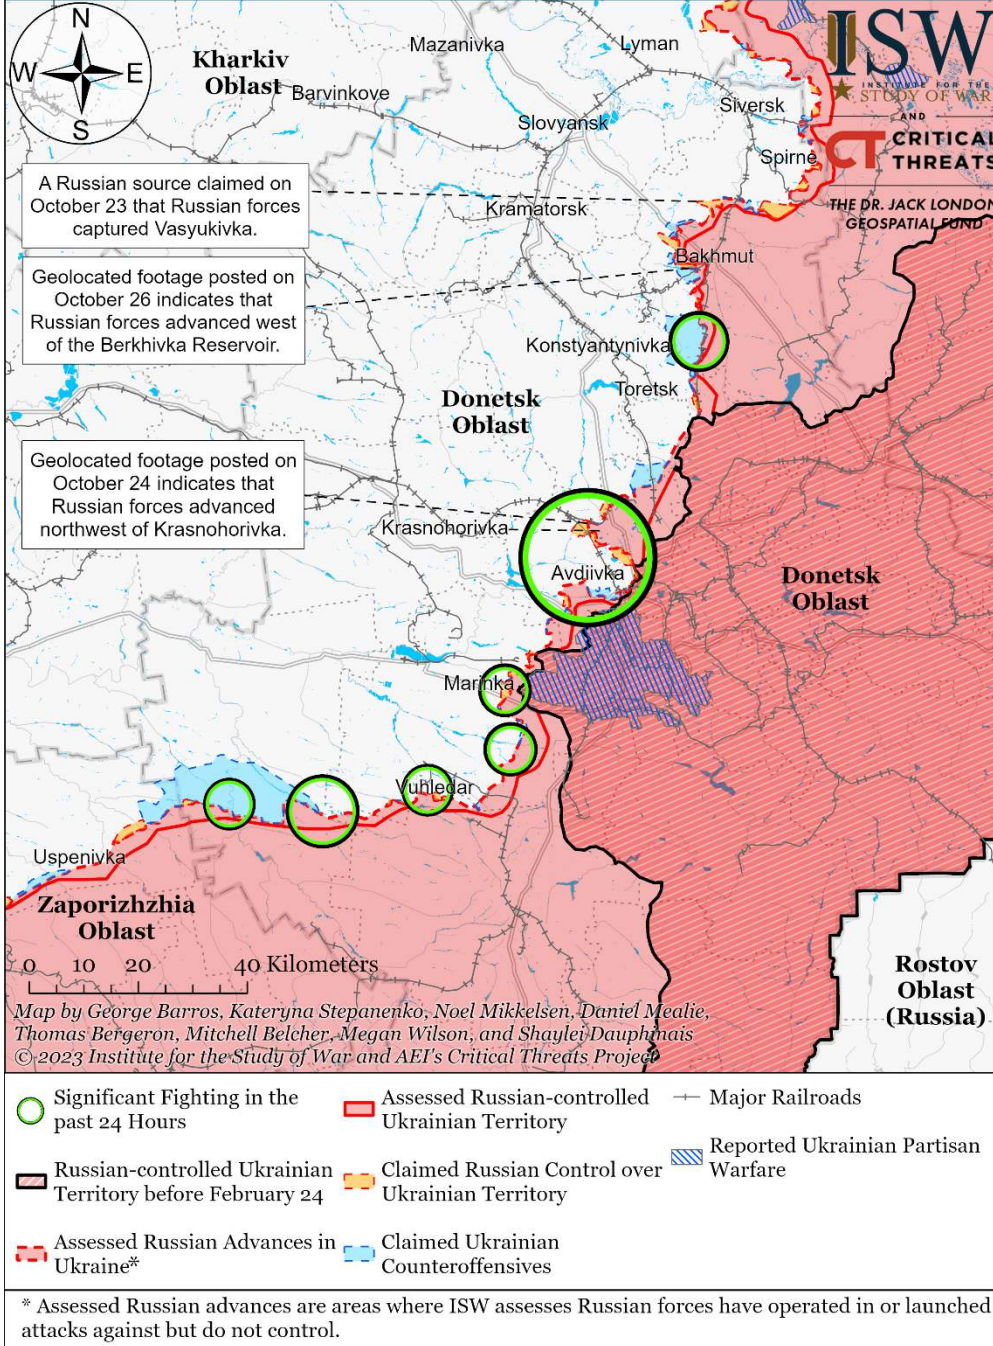 N
W E
S
Kharkiv
Oblast
Mazanivka
Lyman
Barvinkove
Slovyansk
Siversk
Spirne
Kramatorsk
ISW
INSTITUTE FOR THE
STUDY OF WAR
AND
CT CRITICAL
THREATS
THE DR. JACK LONDON
GEOSPATIAL FUND
A Russian source claimed on
October 23 that Russian forces
captured Vasyukivka.
Bakhmut
Geolocated footage posted on
October 26 indicates that
Russian forces advanced west
of the Berkhivka Reservoir.
Konstyantynivka
Toretsk
Donetsk
Oblast
Geolocated footage posted on
October 24 indicates that
Russian forces advanced
northwest of Krasnohorivka.
Krasnohorivka
Avdiivka
Donetsk
Oblast
Marinka
Vuhledar
Uspenivka
Zaporizhzhia
Oblast
Rostov
Oblast
(Russia)
0 10 20 40 Kilometers
Map by George Barros, Kateryna Stepanenko, Noel Mikkelsen, Daniel Mealie,
Thomas Bergeron, Mitchell Belcher, Megan Wilson, and Shaylei Dauphinais
© 2023 Institute for the Study of War and AEI's Critical Threats Project
Significant Fighting in the
past 24 Hours
Russian-controlled Ukrainian
Territory before February 24
Assessed Russian Advances in
Ukraine*
Assessed Russian-controlled
Ukrainian Territory
Claimed Russian Control over
Ukrainian Territory
Claimed Ukrainian
Counteroffensives
Major Railroads
Reported Ukrainian Partisan
Warfare
* Assessed Russian advances are areas where ISW assesses Russian forces have operated in or launched
attacks against but do not control.